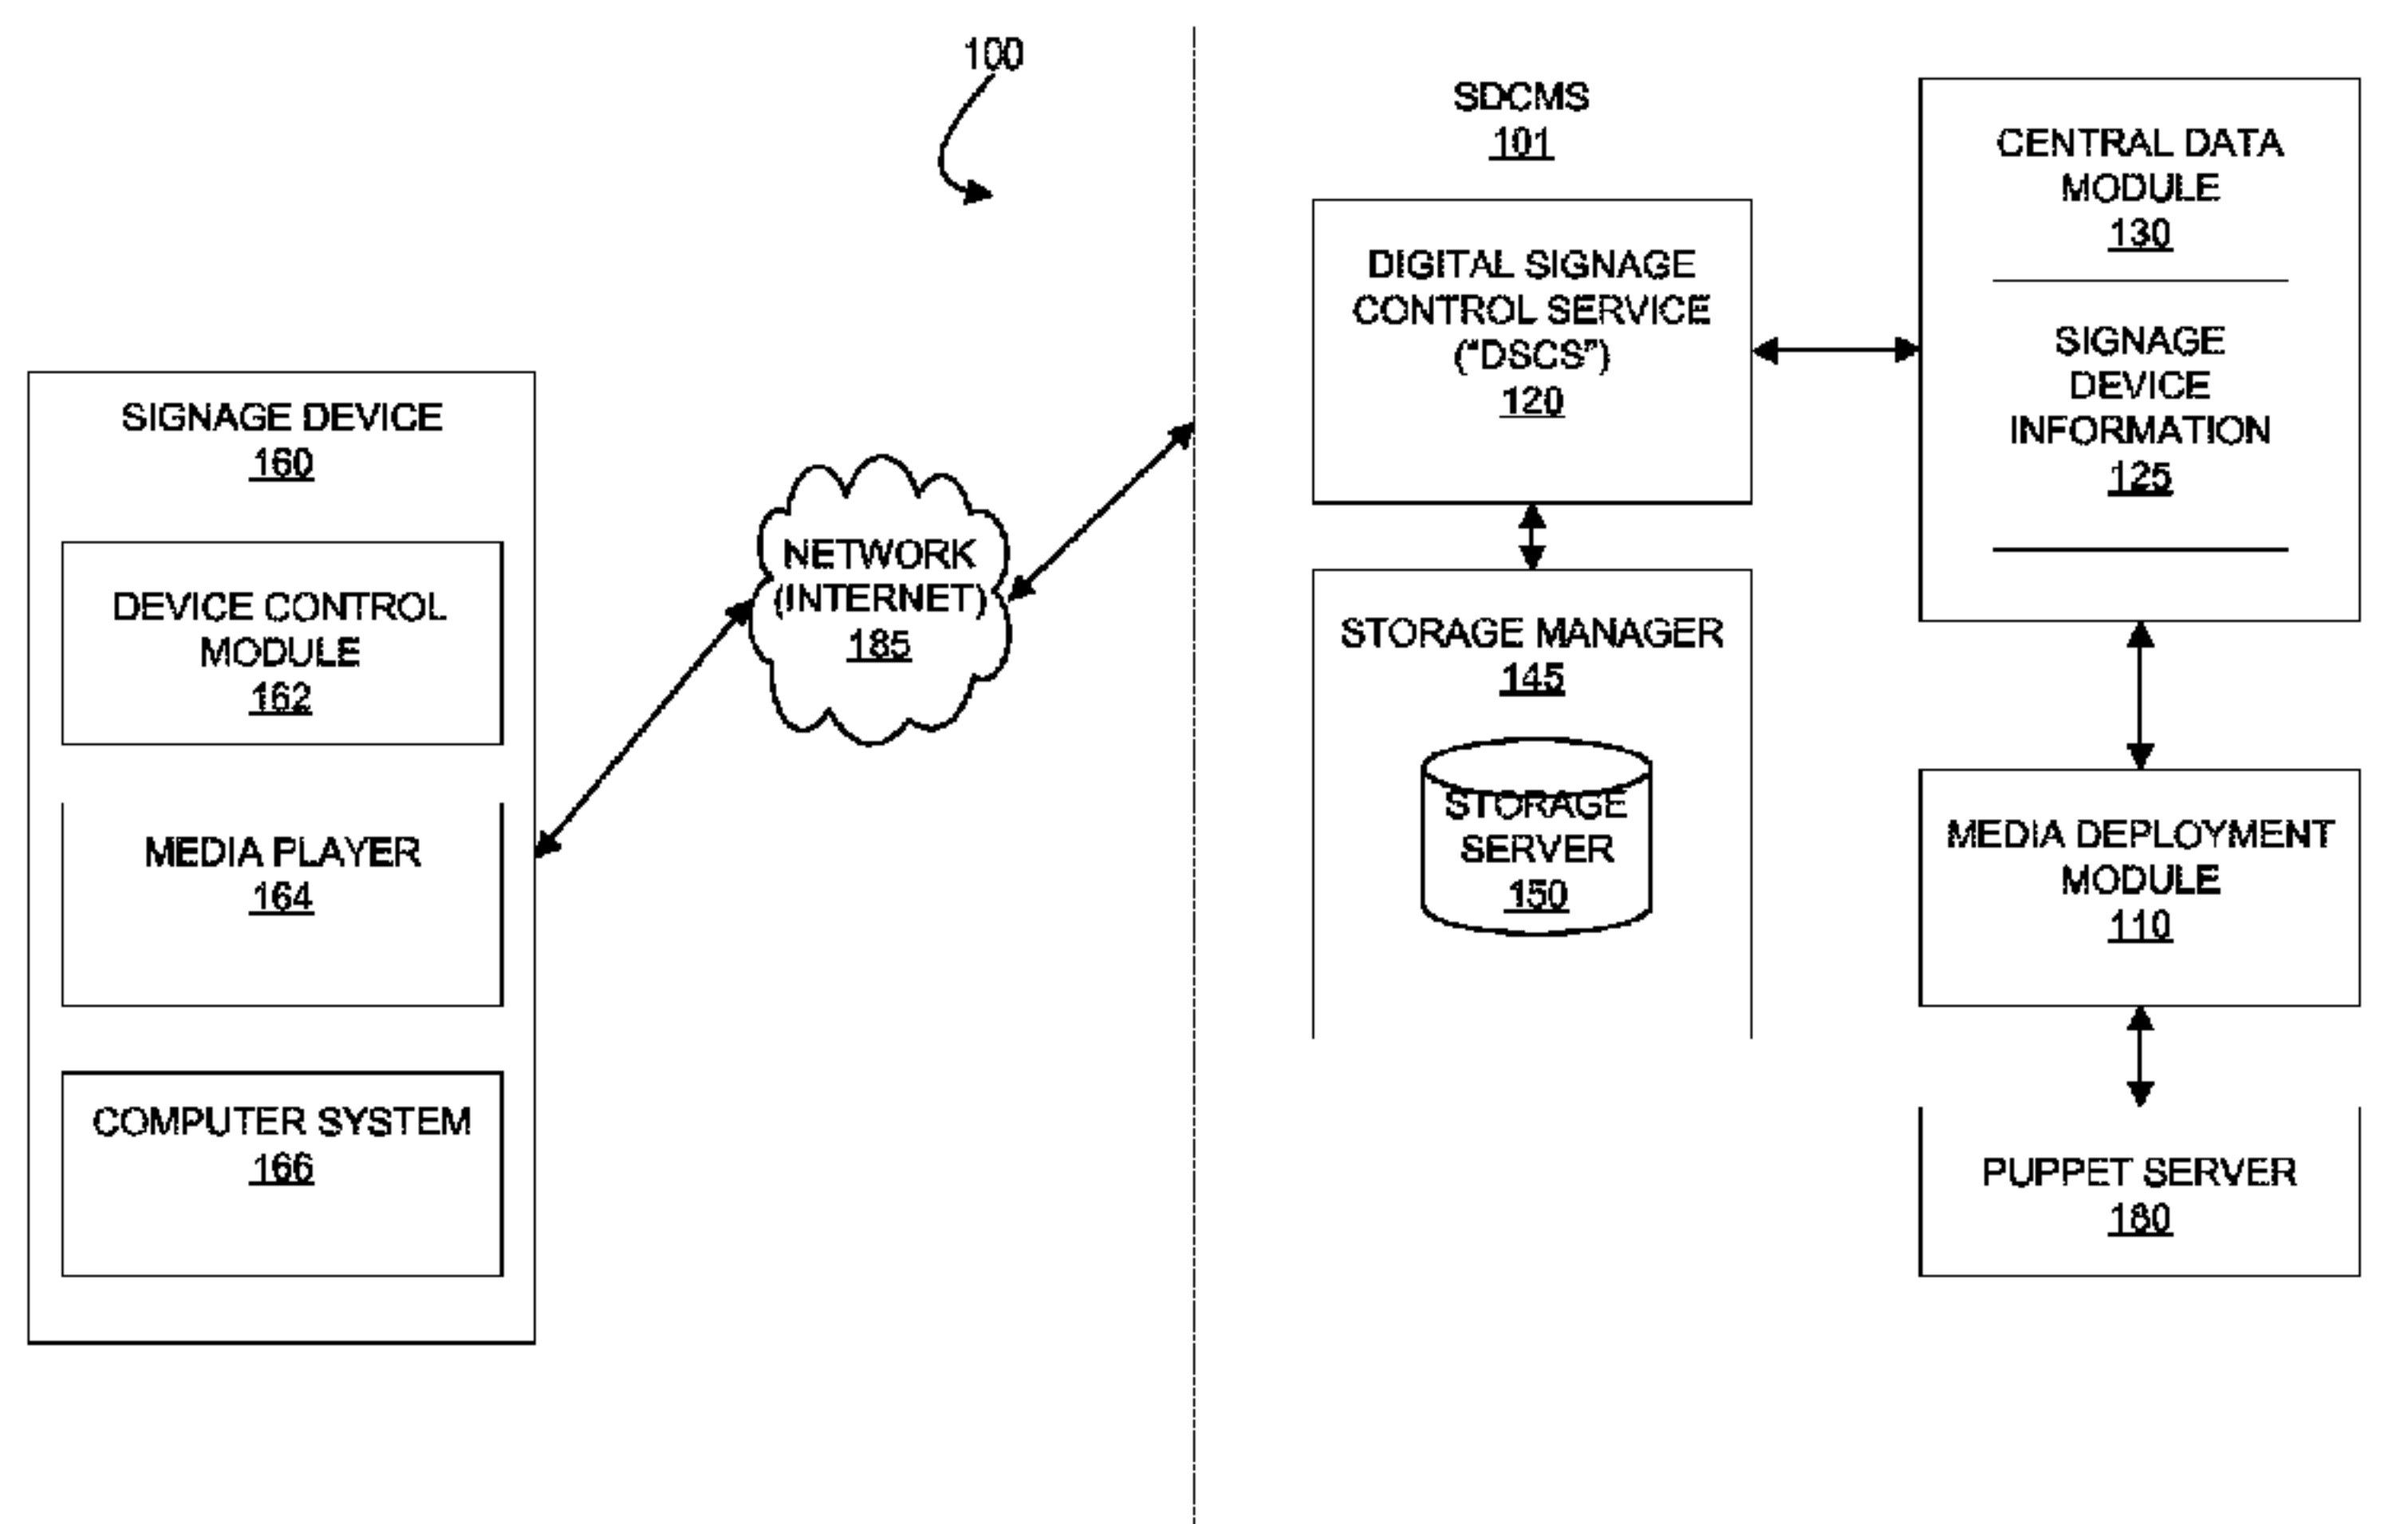 100
SDCMS
101
CENTRAL DATA
MODULE
130
SIGNAGE
DEVICE
INFORMATION
125
DIGITAL SIGNAGE
CONTROL SERVICE
("DSCS")
120
SIGNAGE DEVICE
160
DEVICE CONTROL
MODULE
162
MEDIA PLAYER
164
COMPUTER SYSTEM
166
NETWORK
(INTERNET)
185
STORAGE MANAGER
145
STORAGE
SERVER
150
MEDIA DEPLOYMENT
MODULE
110
PUPPET SERVER
180